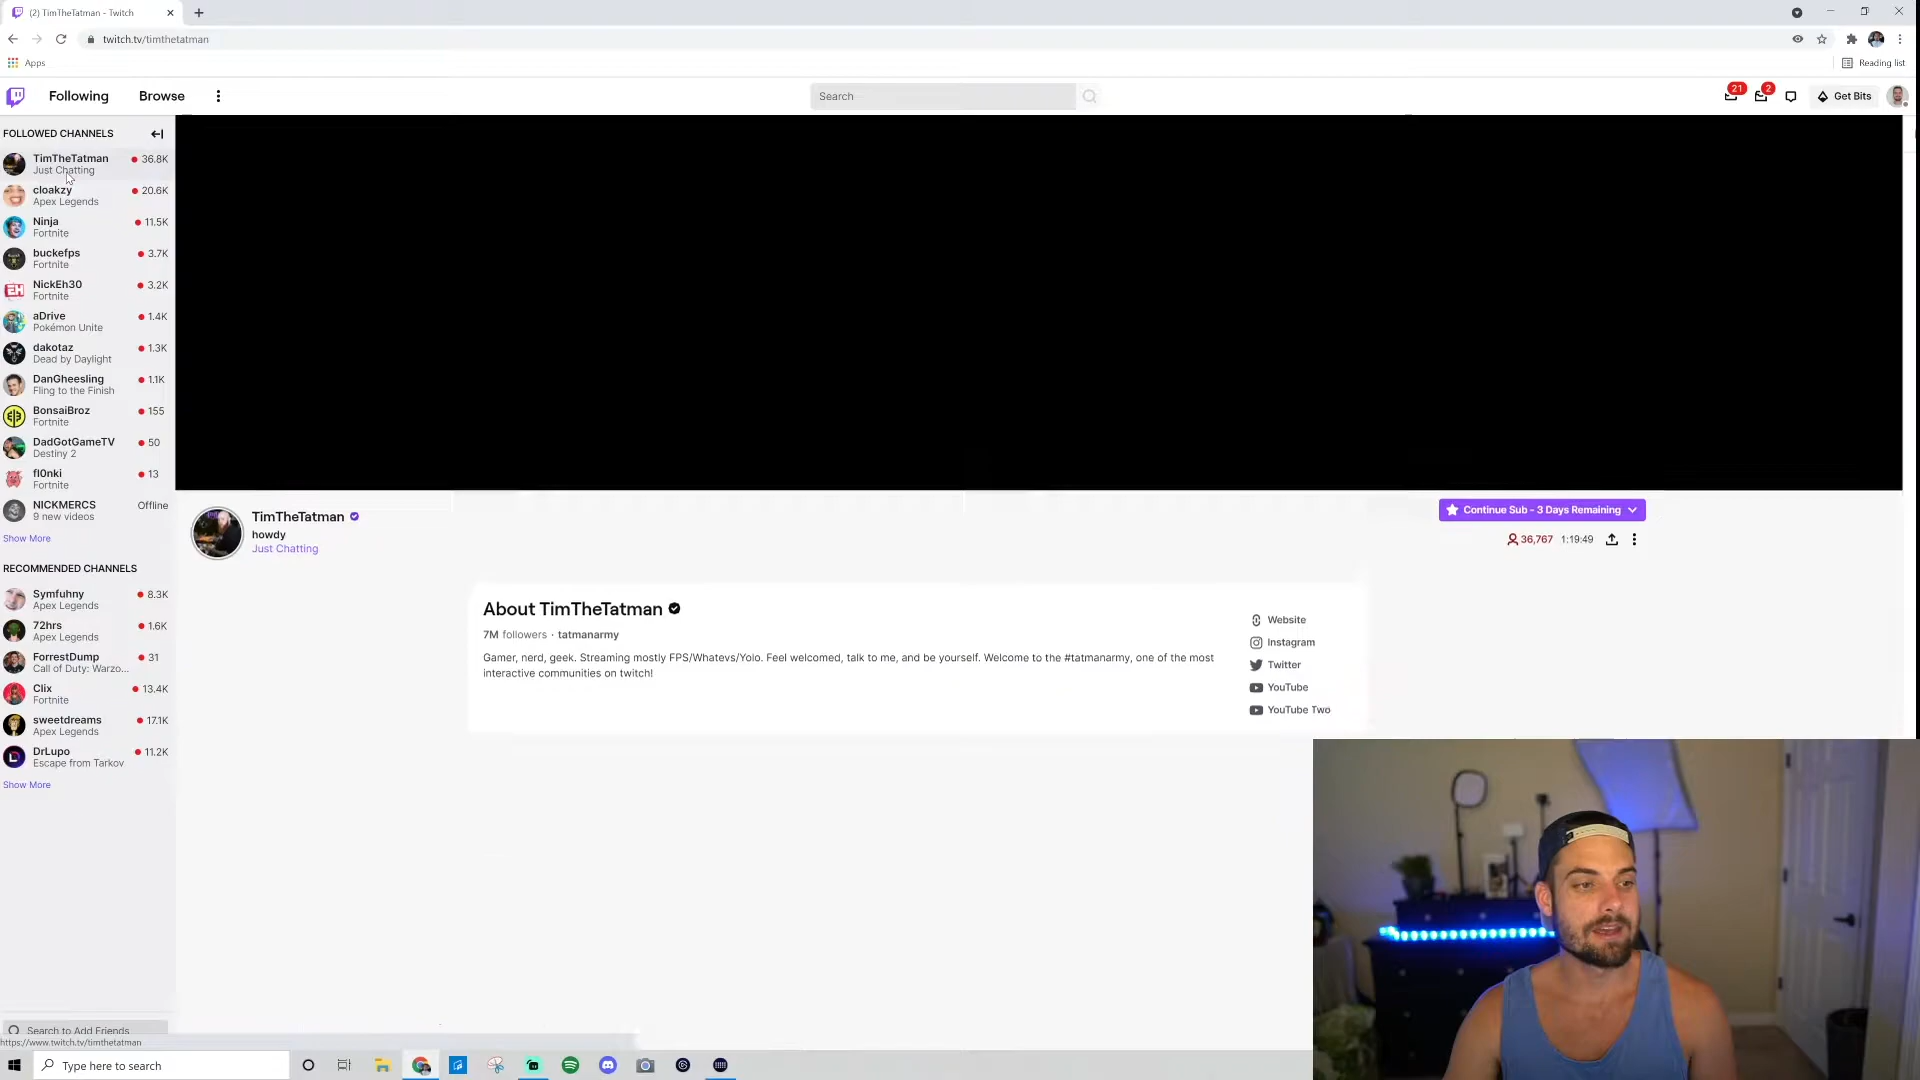 (2) TimTheTatman - Twitch
twitch.tv/timthetatman
Apps
Reading list
Following
Browse
Search
21
2
Get Bits
FOLLOWED CHANNELS
TimTheTatman
36.8K
Just Chatting
cloakzy
20.6K
Apex Legends
Ninja
11.5K
Fortnite
buckefps
3.7K
Fortnite
NickEh30
3.2K
Fortnite
aDrive
1.4K
Pokémon Unite
dakotaz
1.3K
Dead by Daylight
DanGheesling
1.1K
Fling to the Finish
BonsaiBroz
155
Fortnite
DadGotGameTV
50
Destiny 2
fl0nki
13
Fortnite
NICKMERCS
Offline
9 new videos
Show More
RECOMMENDED CHANNELS
Symfuhny
8.3K
Apex Legends
72hrs
1.6K
Apex Legends
ForrestDump
31
Call of Duty: Warzo...
Clix
13.4K
Fortnite
sweetdreams
17.1K
Apex Legends
DrLupo
11.2K
Escape from Tarkov
Show More
Search to Add Friends
https://www.twitch.tv/timthetatman
TimTheTatman
howdy
Just Chatting
Continue Sub - 3 Days Remaining
36,767
1:19:49
About TimTheTatman
7M followers · tatmanarmy
Gamer, nerd, geek. Streaming mostly FPS/Whatevs/Yolo. Feel welcomed, talk to me, and be yourself. Welcome to the #tatmanarmy, one of the most
interactive communities on twitch!
Website
Instagram
Twitter
YouTube
YouTube Two
Type here to search